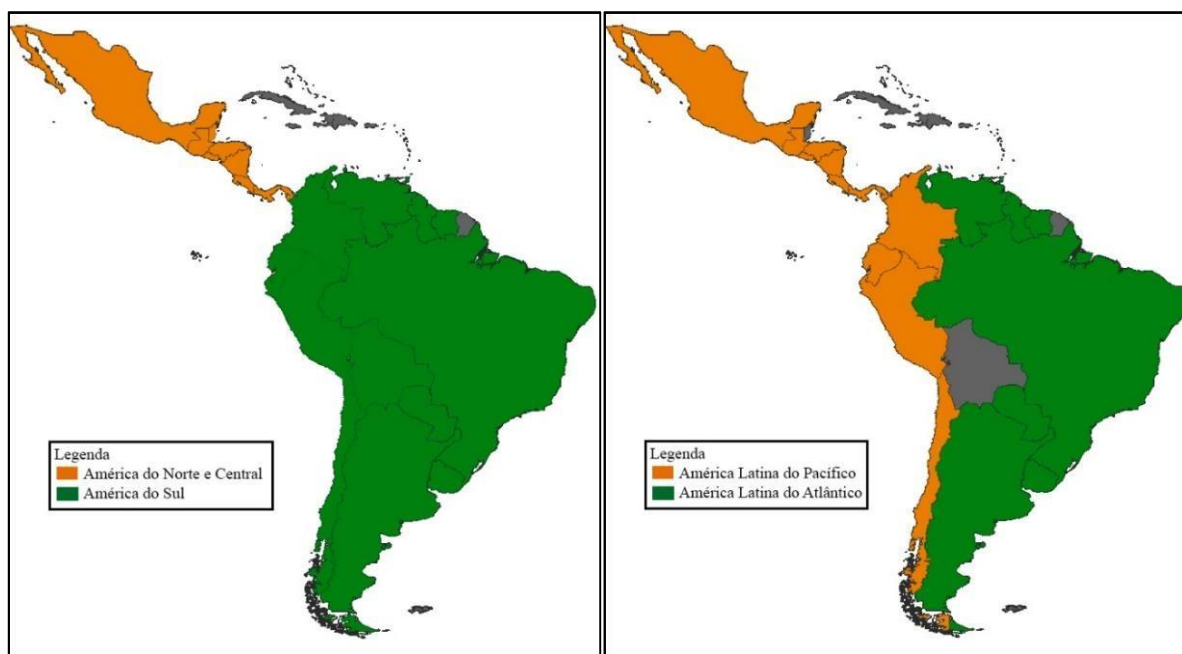 Legenda
América do Norte e Central
América do Sul
Legenda
América Latina do Pacífico
América Latina do Atlântico